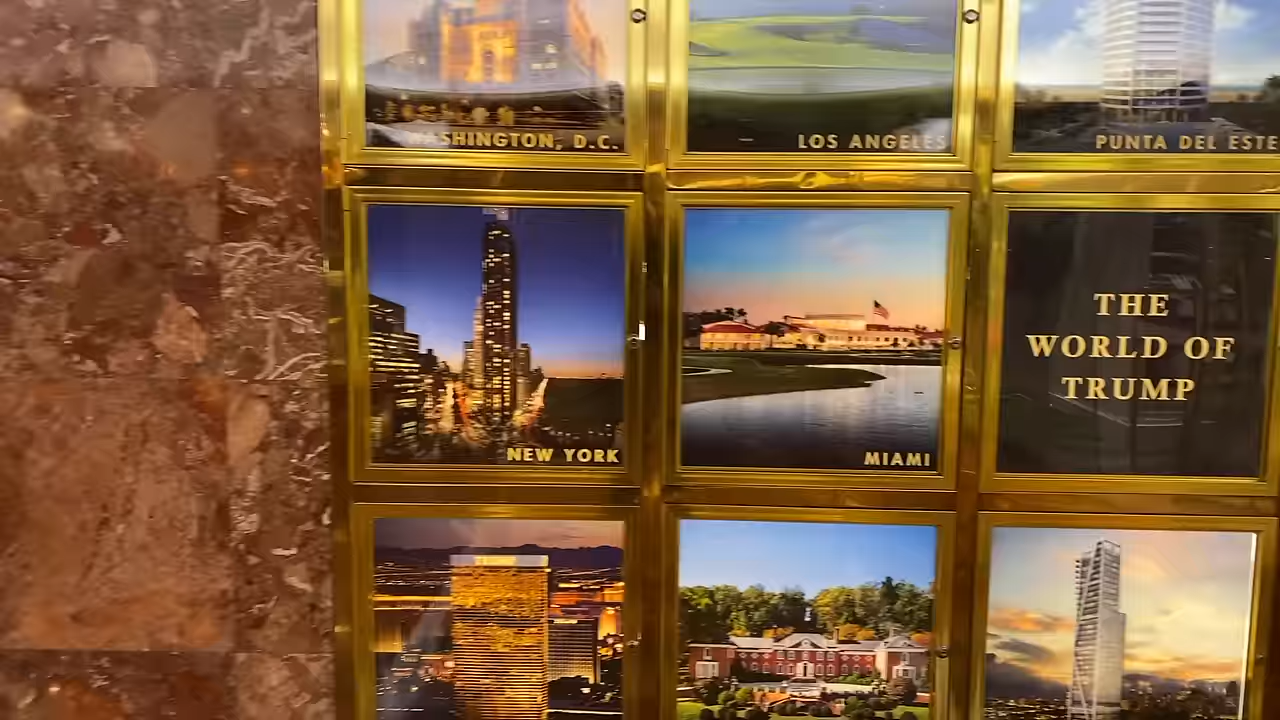 WASHINGTON, D.C.
LOS ANGELES
PUNTA DEL ESTE
NEW YORK
MIAMI
THE
WORLD OF
TRUMP